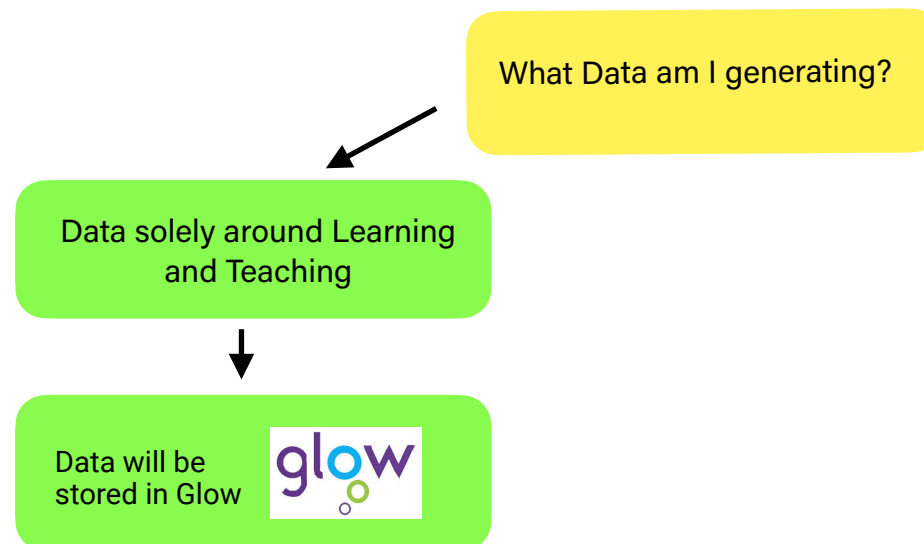 What Data am I generating?
Data solely around Learning
and Teaching
Data will be
stored in Glow
glow